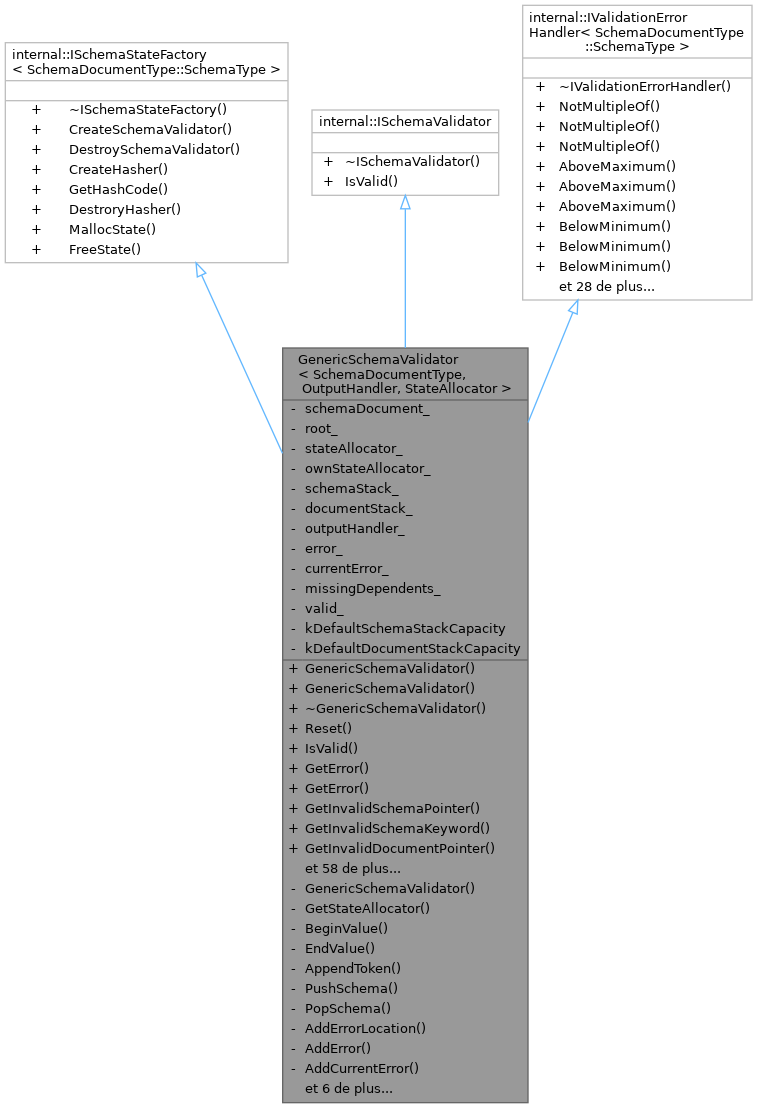 internal::ISchemaStateFactory
< SchemaDocumentType::SchemaType >
+ ~ISchemaStateFactory()
+ CreateSchemaValidator()
+ DestroySchemaValidator()
+ CreateHasher()
+ GetHashCode()
+ DestroryHasher()
+ MallocState()
+ FreeState()
internal::ISchemaValidator
+ ~ISchemaValidator()
+ IsValid()
internal::IValidationError
Handler< SchemaDocumentType
::SchemaType >
+ ~IValidationErrorHandler()
+ NotMultipleOf()
+ NotMultipleOf()
+ NotMultipleOf()
+ AboveMaximum()
+ AboveMaximum()
+ AboveMaximum()
+ BelowMinimum()
+ BelowMinimum()
+ BelowMinimum()
et 28 de plus...
GenericSchemaValidator
< SchemaDocumentType,
OutputHandler, StateAllocator >
- schemaDocument_
- root_
- stateAllocator_
- ownStateAllocator_
- schemaStack_
- documentStack_
- outputHandler_
- error_
- currentError_
- missingDependents_
- valid_
- kDefaultSchemaStackCapacity
- kDefaultDocumentStackCapacity
+ GenericSchemaValidator()
+ GenericSchemaValidator()
+ ~GenericSchemaValidator()
+ Reset()
+ IsValid()
+ GetError()
+ GetError()
+ GetInvalidSchemaPointer()
+ GetInvalidSchemaKeyword()
+ GetInvalidDocumentPointer()
et 58 de plus...
- GenericSchemaValidator()
- GetStateAllocator()
- BeginValue()
- EndValue()
- AppendToken()
- PushSchema()
- PopSchema()
- AddErrorLocation()
- AddError()
- AddCurrentError()
et 6 de plus...